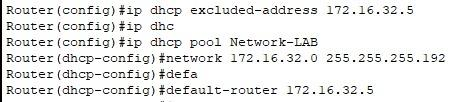 Router(config)#ip dhcp excluded-address 172.16.32.5
Router(config)#ip dhc
Router(config)#ip dhcp pool Network-LAB
Router(dhcp-config)#network 172.16.32.0 255.255.255.192
Router(dhcp-config)#defa
Router(dhcp-config)#default-router 172.16.32.5